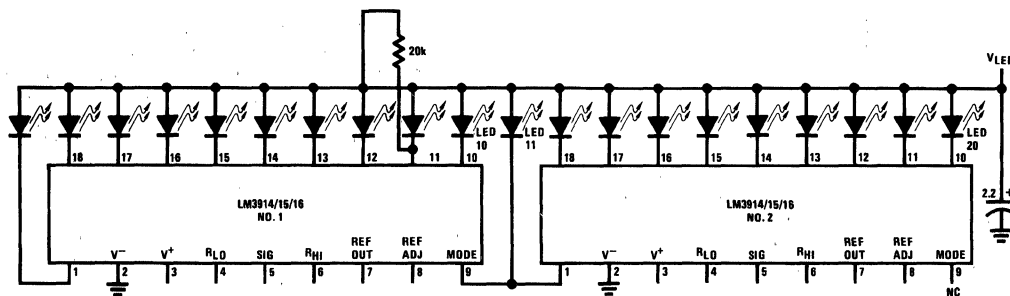 20k
V LED
LED 10
LED 11
LED 20
18 17 16 15 14 13 12 11 10
18 17 16 15 14 13 12 11 10
LM3914/15/16
NO. 1
LM3914/15/16
NO. 2
2.2 +
V− V+ RLO SIG RHI REF OUT REF ADJ MODE
V− V+ RLO SIG RHI REF OUT REF ADJ MODE
1 2 3 4 5 6 7 8 9
1 2 3 4 5 6 7 8 9
NC